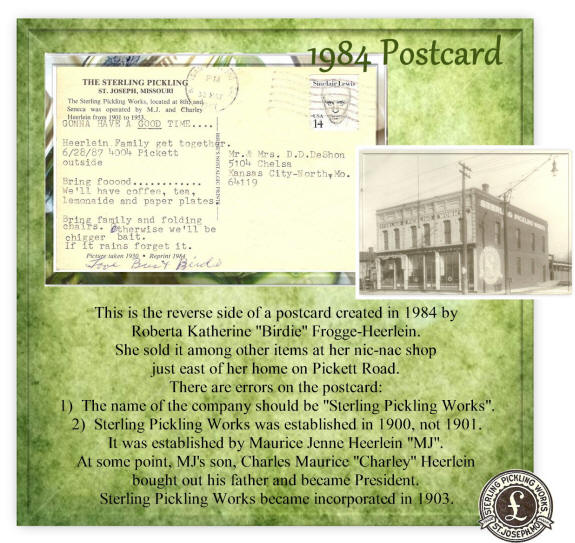 1984 Postcard
THE STERLING PICKLING
ST. JOSEPH, MISSOURI
The Sterling Pickling Works, located at 8th and
Seneca was operated by M.J. and Charley
Heerlein from 1901 to 1953.
GONNA HAVE A GOOD TIME....
Heerlein Family get together.
6/28/87 4004 Pickett
outside
Bring fooood............
We'll have coffee, tea,
lemonaide and paper plates.
Bring family and folding
chairs. Otherwise we'll be
chigger bait.
If it rains forget it.
Picture taken 1930 • Reprint 1984
Love Bus & Birdie
Sinclair Lewis
USA
14
Mr.& Mrs. D.D.DeShon
5104 Chelsa
Kansas City-North, Mo.
64119
This is the reverse side of a postcard created in 1984 by
Roberta Katherine "Birdie" Frogge-Heerlein.
She sold it among other items at her nic-nac shop
just east of her home on Pickett Road.
There are errors on the postcard:
1) The name of the company should be "Sterling Pickling Works".
2) Sterling Pickling Works was established in 1900, not 1901.
It was established by Maurice Jenne Heerlein "MJ".
At some point, MJ's son, Charles Maurice "Charley" Heerlein
bought out his father and became President.
Sterling Pickling Works became incorporated in 1903.
STERLING PICKLING WORKS
£
ST. JOSEPH, MO.